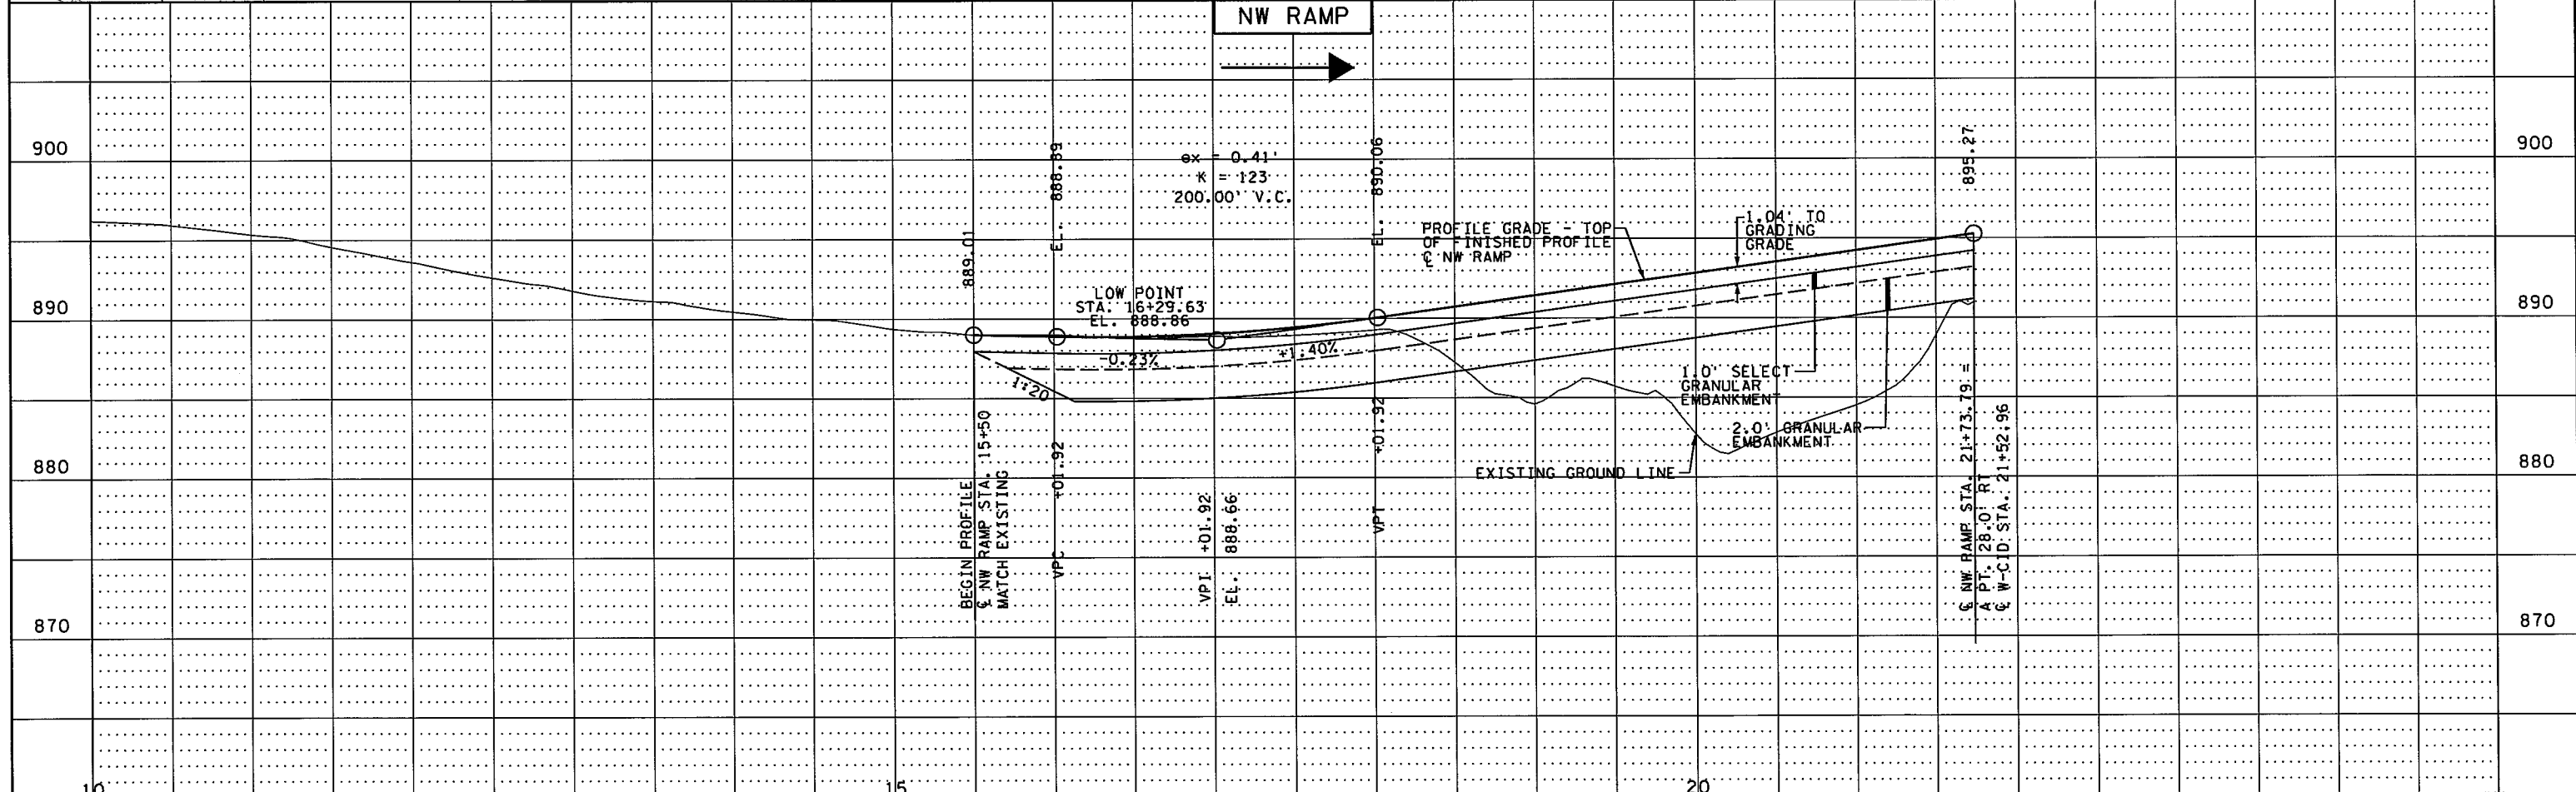 NW RAMP
900
900
890
890
880
880
870
870
10
15
20
889.01
EL. 888.89
ex = 0.41'
K = 123
200.00' V.C.
EL. 890.06
895.27
LOW POINT
STA. 16+29.63
EL. 888.86
-0.23%
+1.40%
1:20
PROFILE GRADE - TOP
OF FINISHED PROFILE
℄ NW RAMP
1.04' TO
GRADING
GRADE
1.0' SELECT
GRANULAR
EMBANKMENT
2.0' GRANULAR
EMBANKMENT
EXISTING GROUND LINE
BEGIN PROFILE
℄ NW RAMP STA. 15+50
MATCH EXISTING
VPC +01.92
VPI +01.92
EL. 888.66
VPT +01.92
℄ NW RAMP STA. 21+73.79 =
A PT. 28.0' RT
℄ W-CID STA. 21+52.96